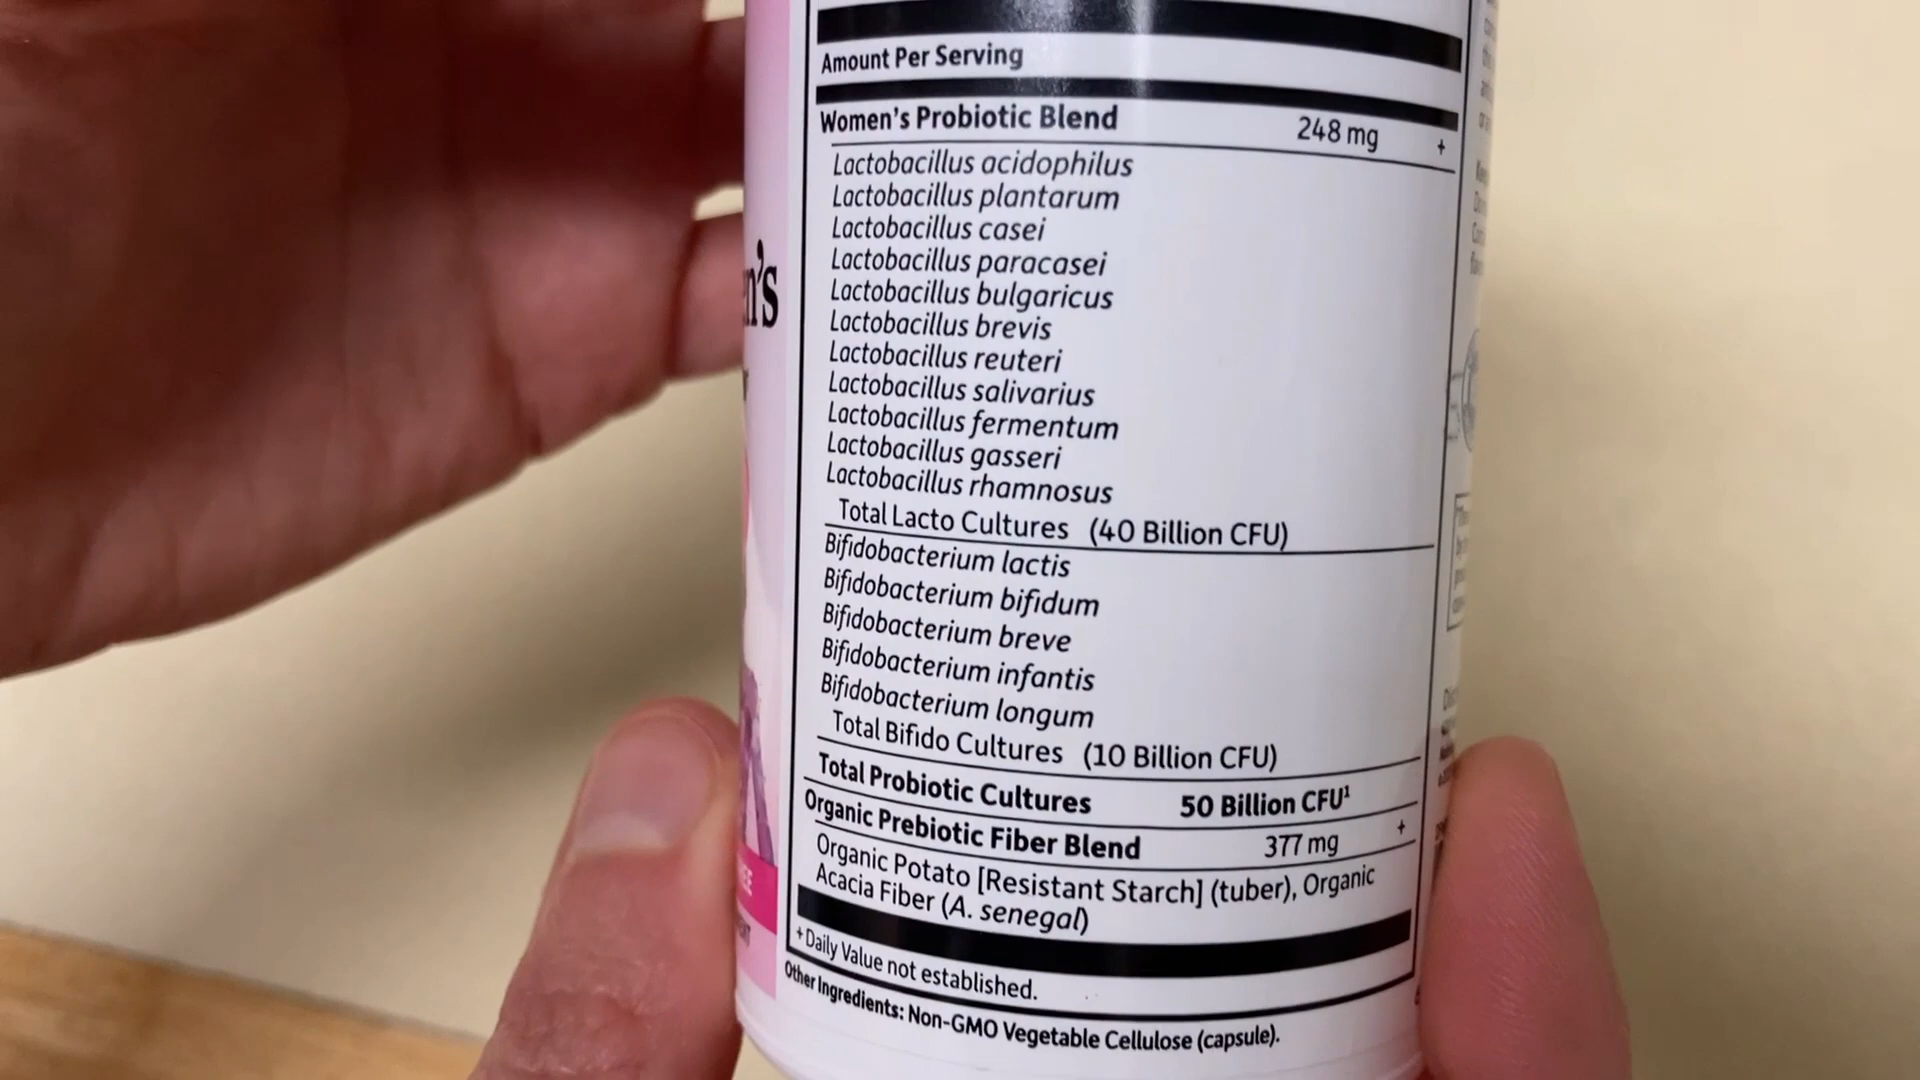 Amount Per Serving
Women's Probiotic Blend 248 mg +
Lactobacillus acidophilus
Lactobacillus plantarum
Lactobacillus casei
Lactobacillus paracasei
Lactobacillus bulgaricus
Lactobacillus brevis
Lactobacillus reuteri
Lactobacillus salivarius
Lactobacillus fermentum
Lactobacillus gasseri
Lactobacillus rhamnosus
Total Lacto Cultures (40 Billion CFU)
Bifidobacterium lactis
Bifidobacterium bifidum
Bifidobacterium breve
Bifidobacterium infantis
Bifidobacterium longum
Total Bifido Cultures (10 Billion CFU)
Total Probiotic Cultures 50 Billion CFU¹
Organic Prebiotic Fiber Blend 377 mg +
Organic Potato [Resistant Starch] (tuber), Organic
Acacia Fiber (A. senegal)
+Daily Value not established.
Other Ingredients: Non-GMO Vegetable Cellulose (capsule).